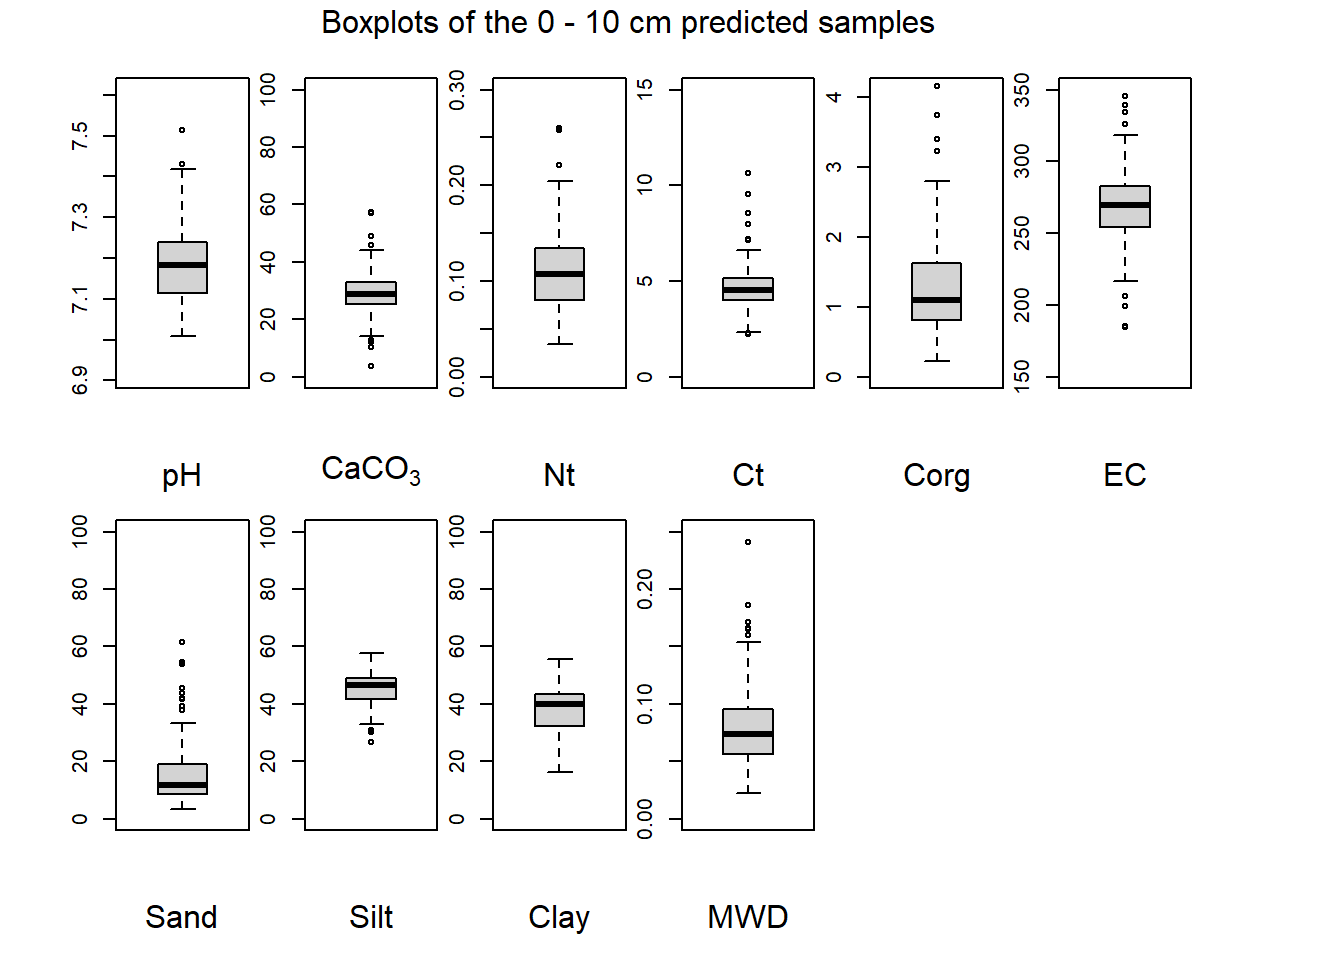 Boxplots of the 0 - 10 cm predicted samples
6.9 7.1 7.3 7.5
0 20 40 60 80 100
0.00 0.10 0.20 0.30
0 5 10 15
0 1 2 3 4
150 200 250 300 350
pH CaCO₃ Nt Ct Corg EC
0 20 40 60 80 100
0 20 40 60 80 100
0 20 40 60 80 100
0.00 0.10 0.20
Sand Silt Clay MWD